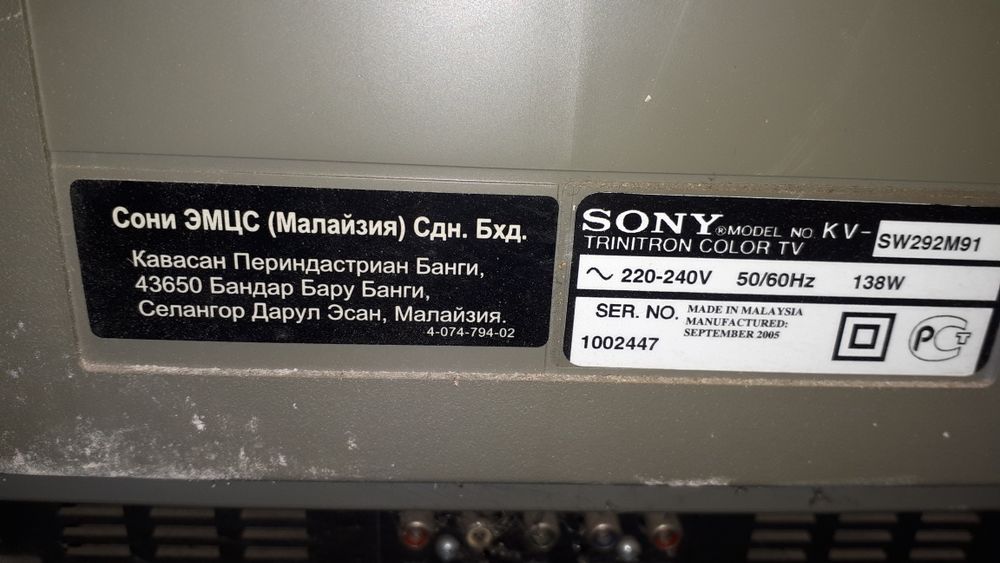 Сони ЭМЦС (Малайзия) Сдн. Бхд.
Кавасан Периндастриан Банги,
43650 Бандар Бару Банги,
Селангор Дарул Эсан, Малайзия.
4-074-794-02
SONY® MODEL NO. KV-SW292M91
TRINITRON COLOR TV
~ 220-240V 50/60Hz 138W
SER. NO.
1002447
MADE IN MALAYSIA
MANUFACTURED:
SEPTEMBER 2005
РСТ